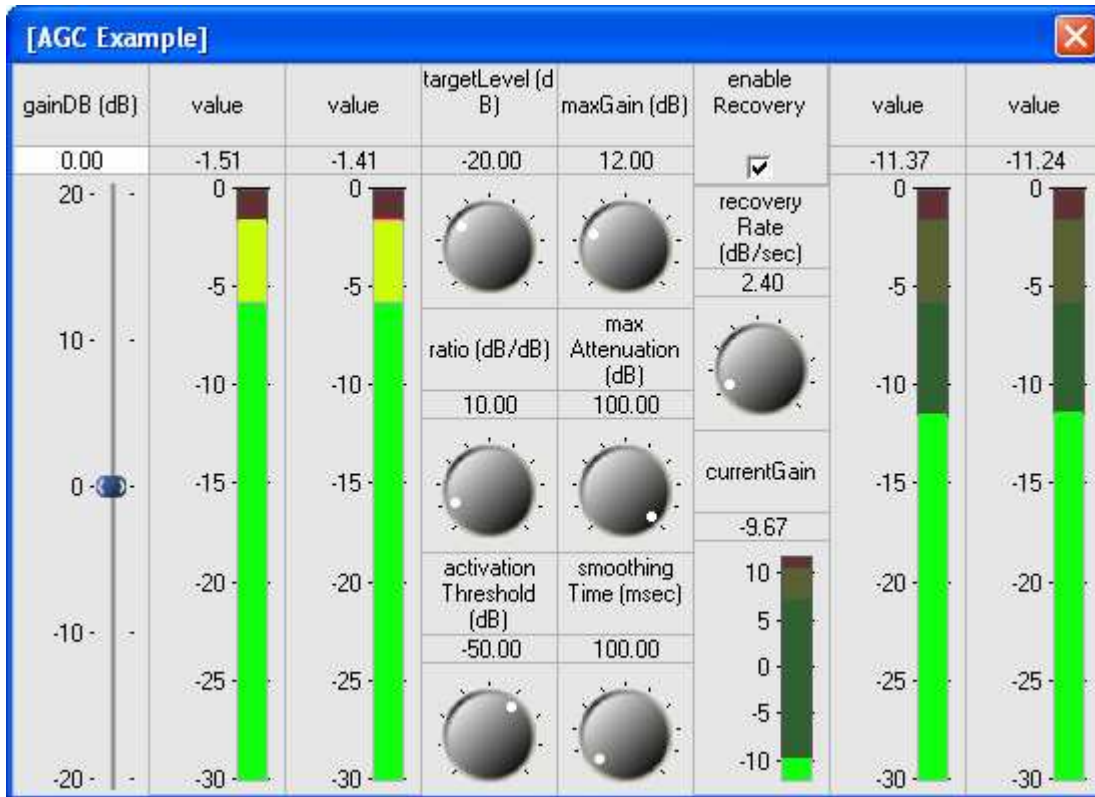 [AGC Example]
gainDB (dB)
0.00
20
10
0
-10
-20
value
-1.51
0
-5
-10
-15
-20
-25
-30
value
-1.41
0
-5
-10
-15
-20
-25
-30
targetLevel (d
B)
-20.00
ratio (dB/dB)
10.00
activation
Threshold
(dB)
-50.00
maxGain (dB)
12.00
max
Attenuation
(dB)
100.00
smoothing
Time (msec)
100.00
enable
Recovery
recovery
Rate
(dB/sec)
2.40
currentGain
-9.67
10
5
0
-5
-10
value
-11.37
0
-5
-10
-15
-20
-25
-30
value
-11.24
0
-5
-10
-15
-20
-25
-30